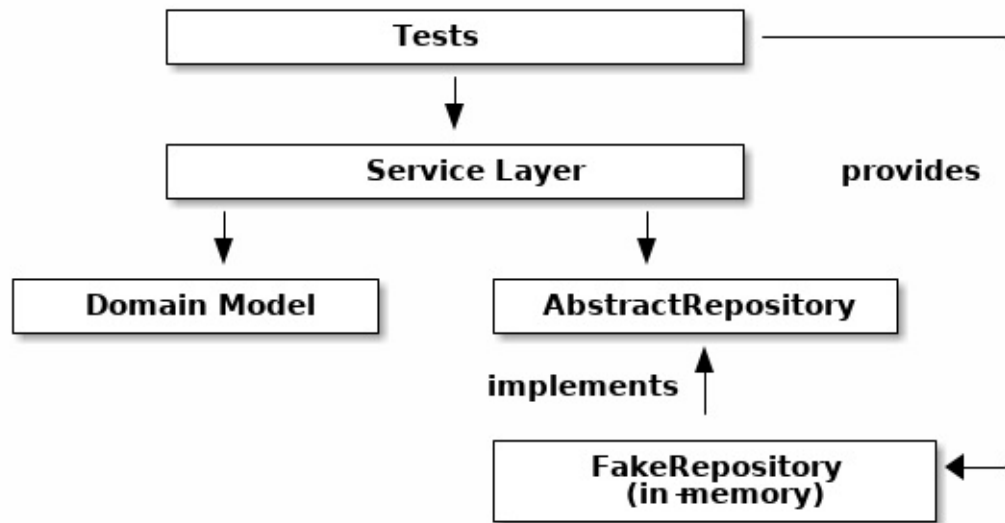 Tests
Service Layer
provides
Domain Model
AbstractRepository
implements
FakeRepository
(in-memory)